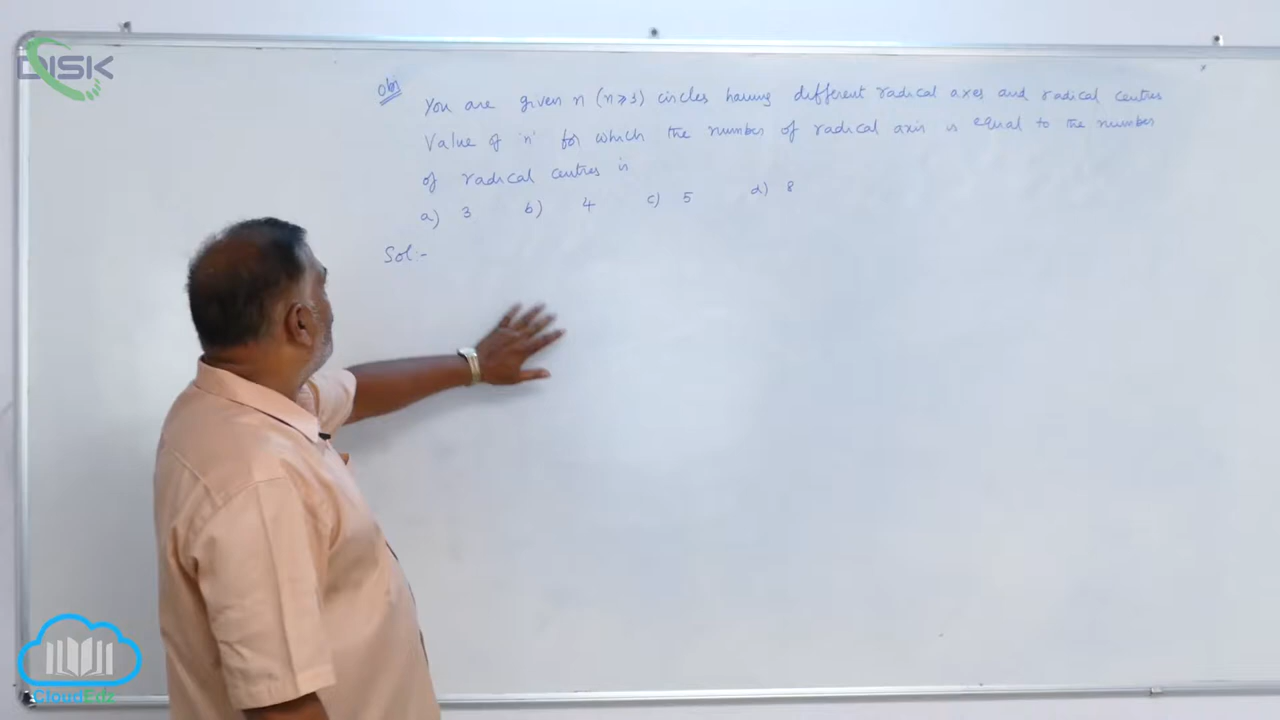 DISK
Obj
You are given n (n≥3) circles having different radical axes and radical centres
Value of 'n' for which the number of radical axis is equal to the number
of radical centres is
a) 3 b) 4 c) 5 d) 8
Sol:-
CloudEdz